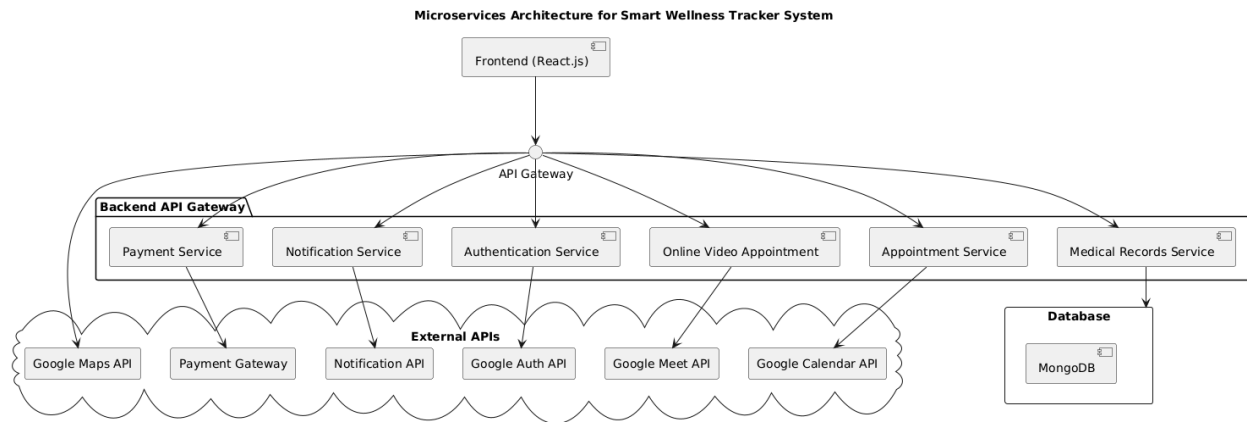 Microservices Architecture for Smart Wellness Tracker System
Frontend (React.js)
API Gateway
Backend API Gateway
Payment Service
Notification Service
Authentication Service
Online Video Appointment
Appointment Service
Medical Records Service
External APIs
Google Maps API
Payment Gateway
Notification API
Google Auth API
Google Meet API
Google Calendar API
Database
MongoDB